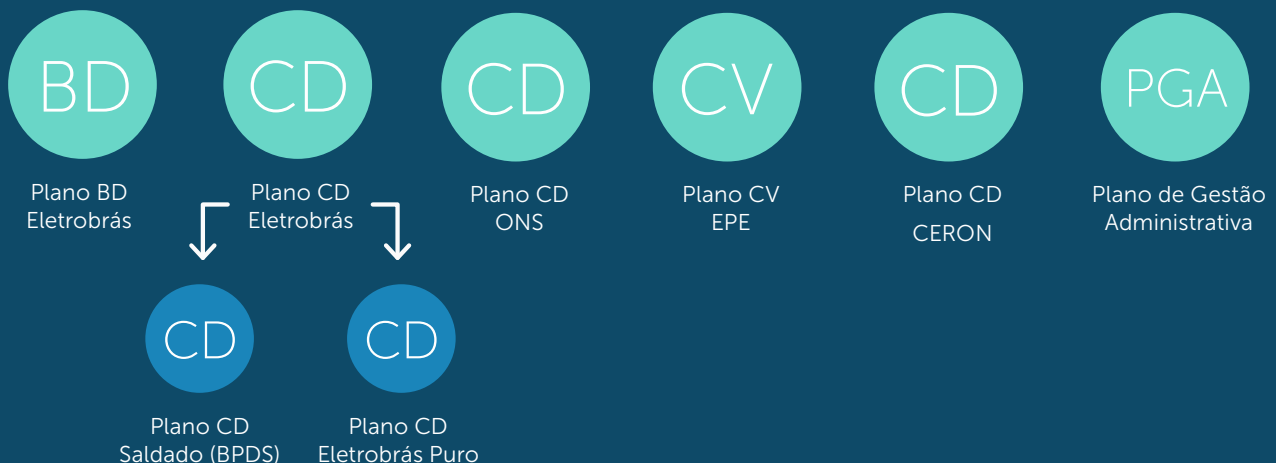 BD
Plano BD
Eletrobrás
CD
Plano CD
Eletrobrás
CD
Plano CD
ONS
CV
Plano CV
EPE
CD
Plano CD
CERON
PGA
Plano de Gestão
Administrativa
CD
Plano CD
Saldado (BPDS)
CD
Plano CD
Eletrobrás Puro